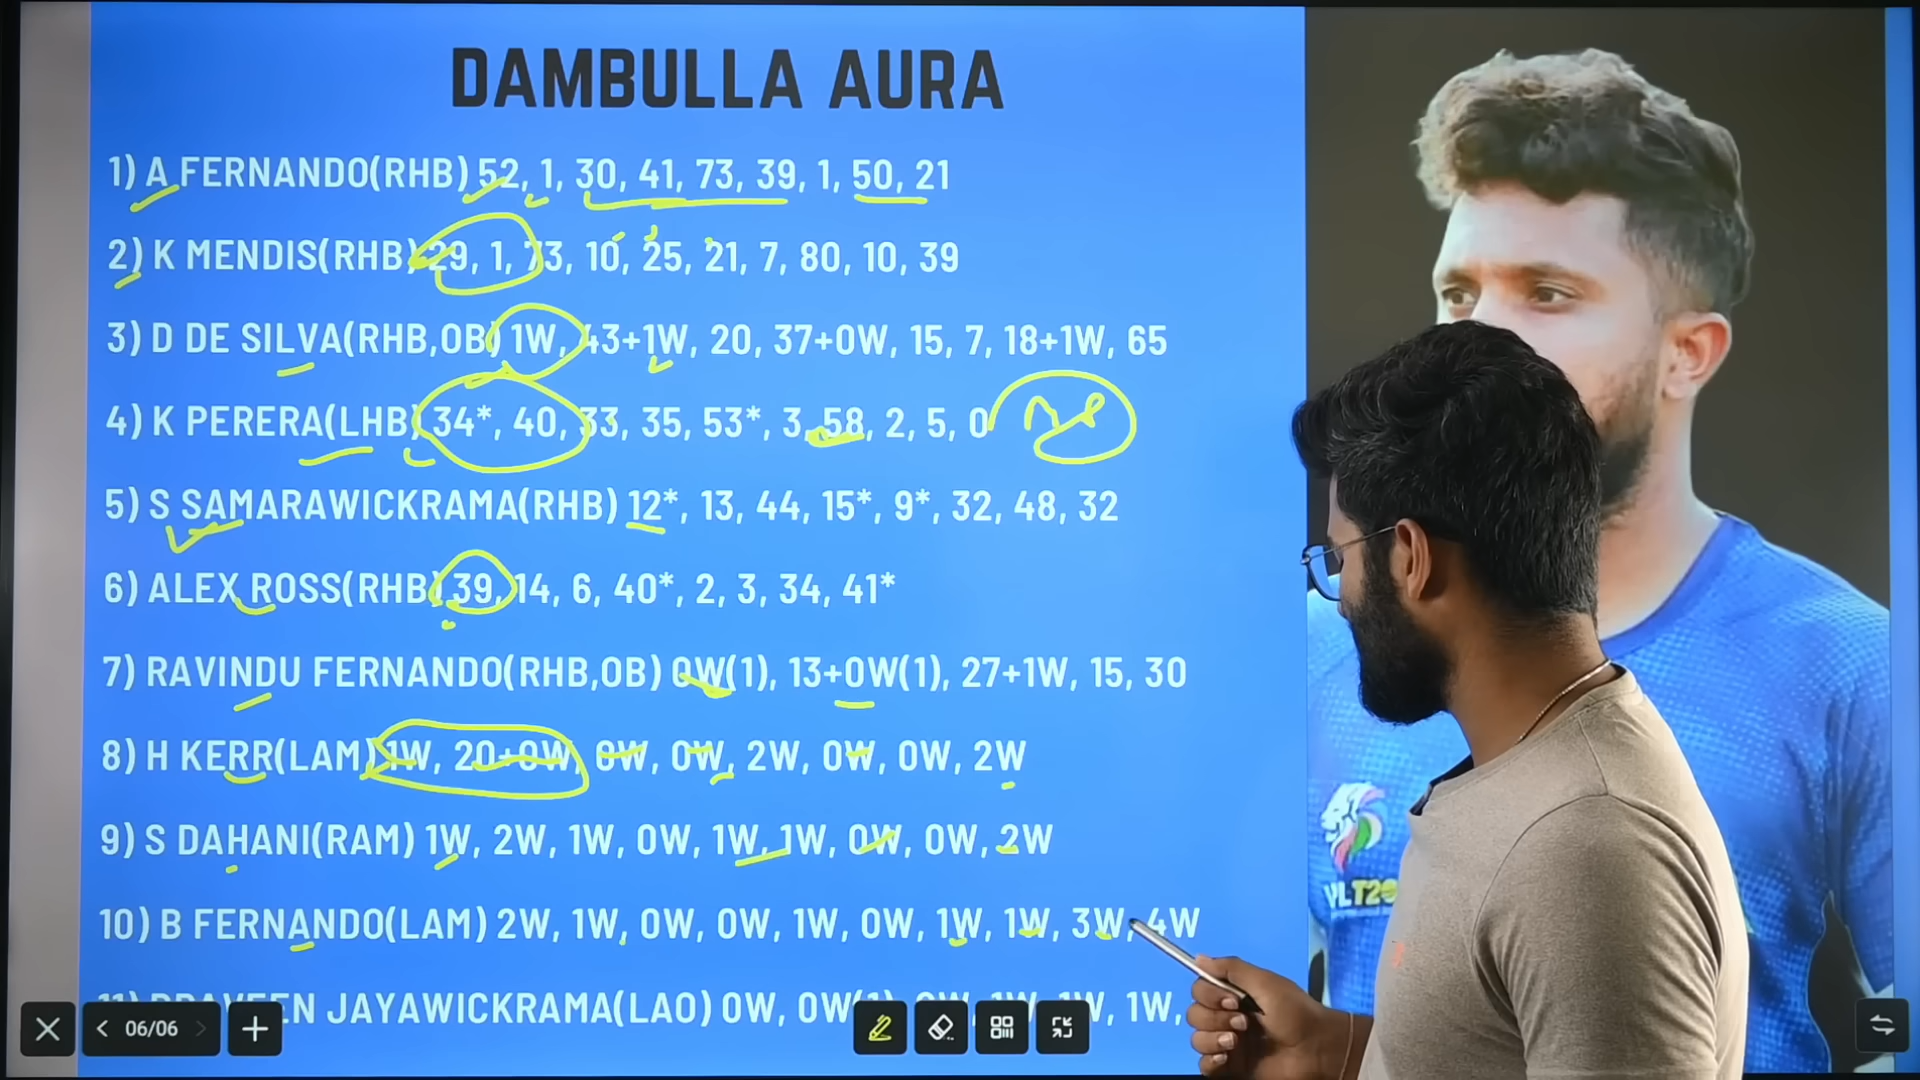 DAMBULLA AURA
1) A FERNANDO(RHB) 52, 1, 30, 41, 73, 39, 1, 50, 21
2) K MENDIS(RHB) 29, 1, 73, 10, 25, 21, 7, 80, 10, 39
3) D DE SILVA(RHB,OB) 1W, 43+1W, 20, 37+0W, 15, 7, 18+1W, 65
4) K PERERA(LHB) 34*, 40, 33, 35, 53*, 3, 58, 2, 5, 0
5) S SAMARAWICKRAMA(RHB) 12*, 13, 44, 15*, 9*, 32, 48, 32
6) ALEX ROSS(RHB) 39, 14, 6, 40*, 2, 3, 34, 41*
7) RAVINDU FERNANDO(RHB,OB) 0W(1), 13+0W(1), 27+1W, 15, 30
8) H KERR(LAM) 1W, 20+0W, 0W, 0W, 2W, 0W, 0W, 2W
9) S DAHANI(RAM) 1W, 2W, 1W, 0W, 1W, 1W, 0W, 0W, 2W
10) B FERNANDO(LAM) 2W, 1W, 0W, 0W, 1W, 0W, 1W, 1W, 3W, 4W
JAYAWICKRAMA(LAO) 0W, 1W,
06/06